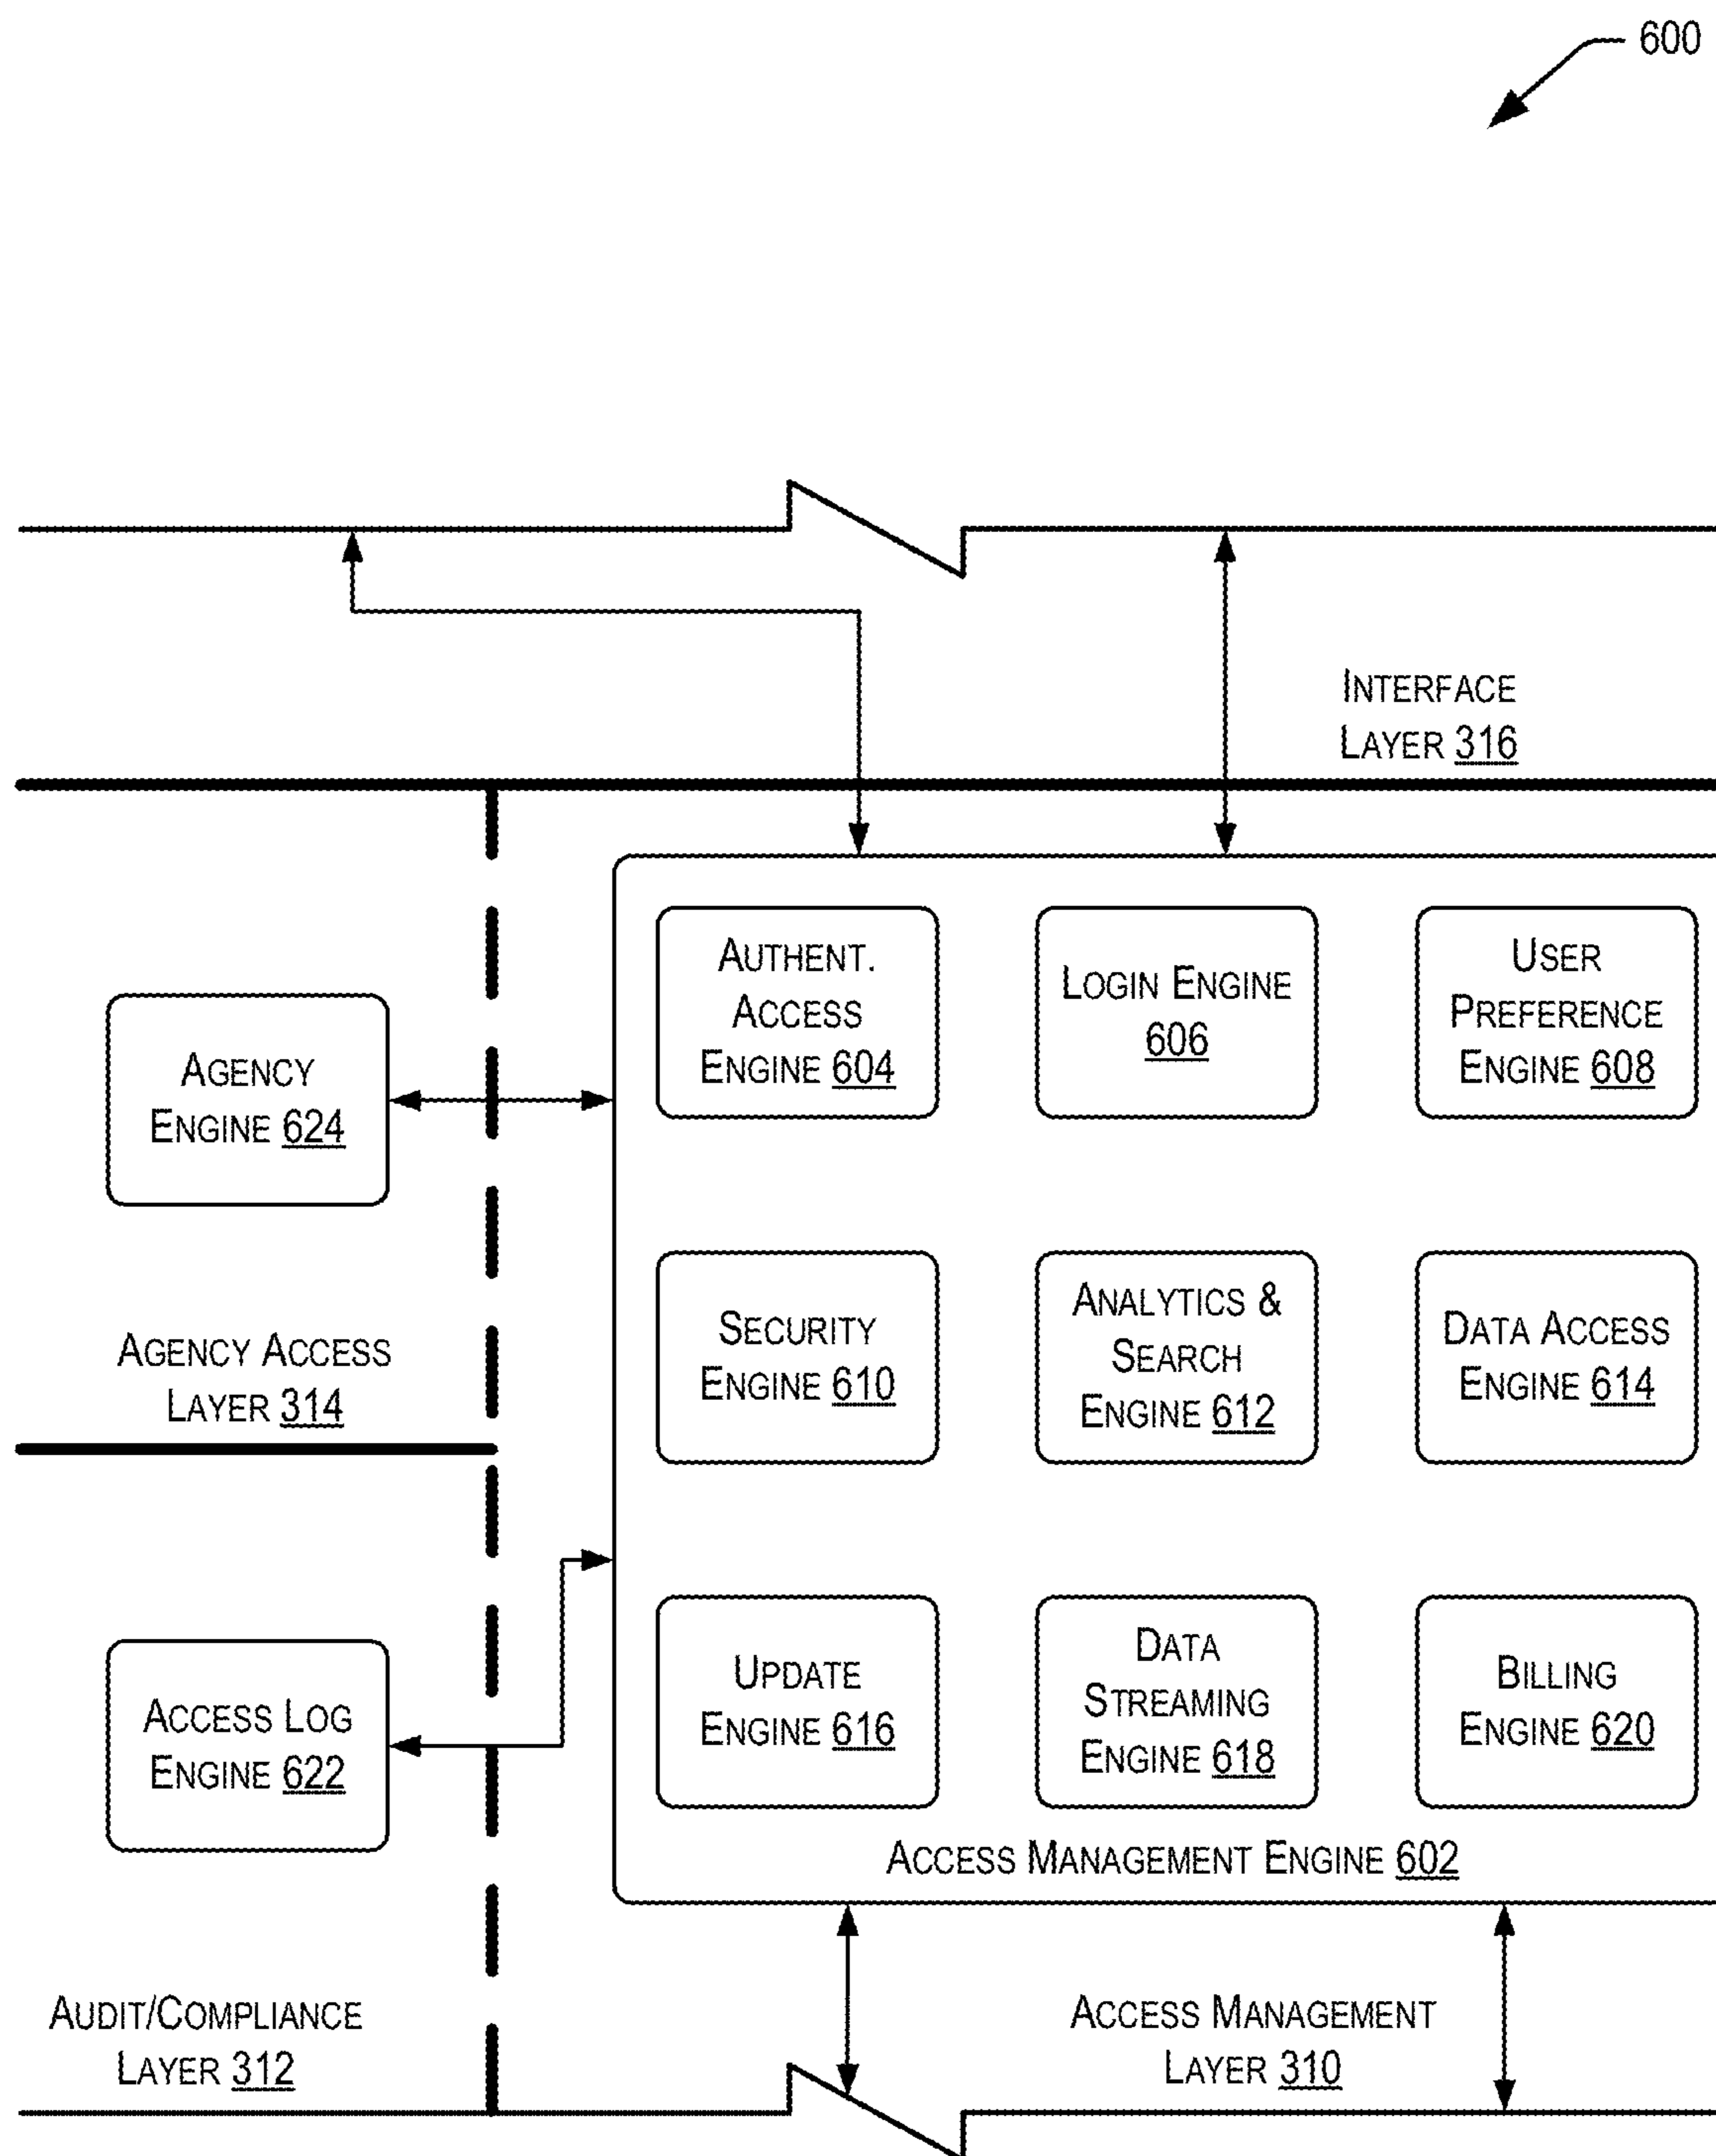 600
INTERFACE
LAYER 316
AUTHENT.
ACCESS
ENGINE 604
LOGIN ENGINE
606
USER
PREFERENCE
ENGINE 608
AGENCY
ENGINE 624
SECURITY
ENGINE 610
ANALYTICS &
SEARCH
ENGINE 612
DATA ACCESS
ENGINE 614
AGENCY ACCESS
LAYER 314
UPDATE
ENGINE 616
DATA
STREAMING
ENGINE 618
BILLING
ENGINE 620
ACCESS LOG
ENGINE 622
ACCESS MANAGEMENT ENGINE 602
AUDIT/COMPLIANCE
LAYER 312
ACCESS MANAGEMENT
LAYER 310